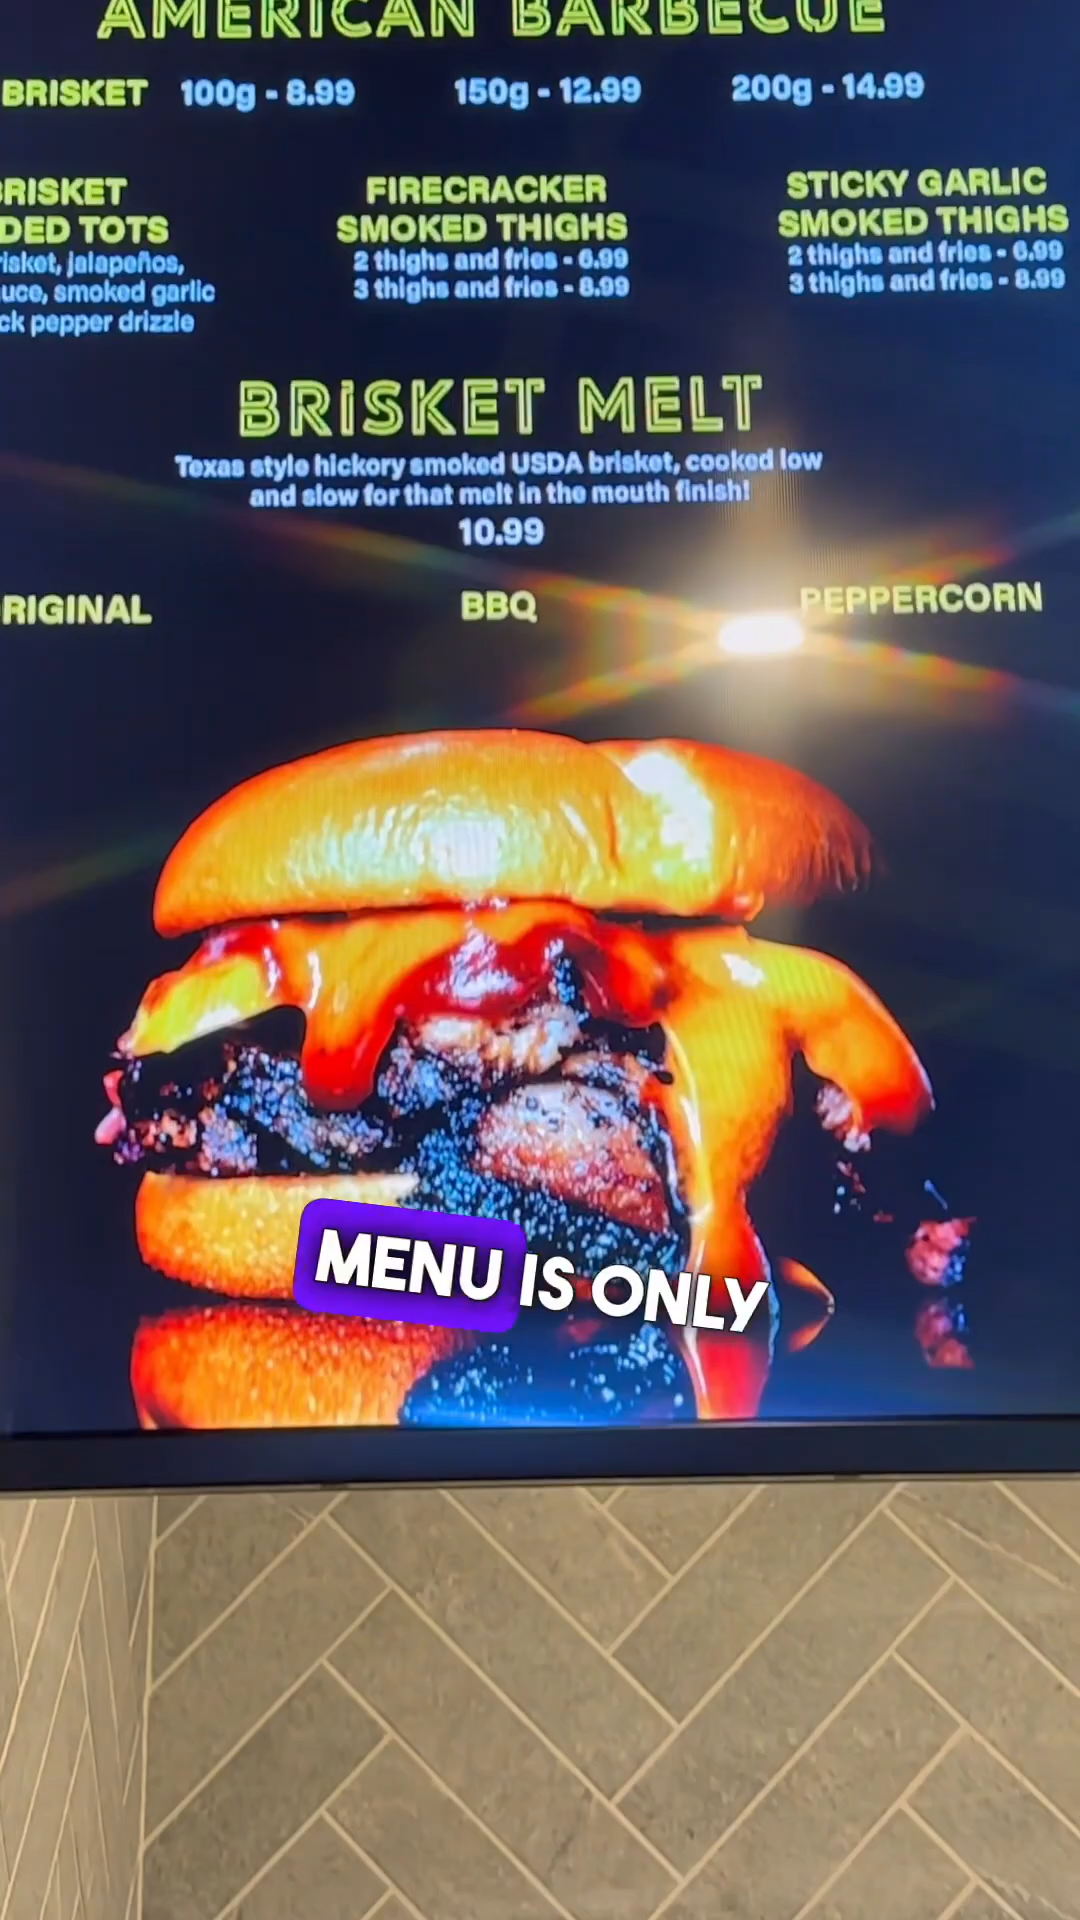 AMERICAN BARBECUE
BRISKET 100g - 8.99 150g - 12.99 200g - 14.99
BRISKET
DED TOTS
isket, jalapeños,
uce, smoked garlic
ck pepper drizzle
FIRECRACKER
SMOKED THIGHS
2 thighs and fries - 6.99
3 thighs and fries - 8.99
STICKY GARLIC
SMOKED THIGHS
2 thighs and fries - 6.99
3 thighs and fries - 8.99
BRISKET MELT
Texas style hickory smoked USDA brisket, cooked low
and slow for that melt in the mouth finish!
10.99
RIGINAL BBQ PEPPERCORN
MENU IS ONLY